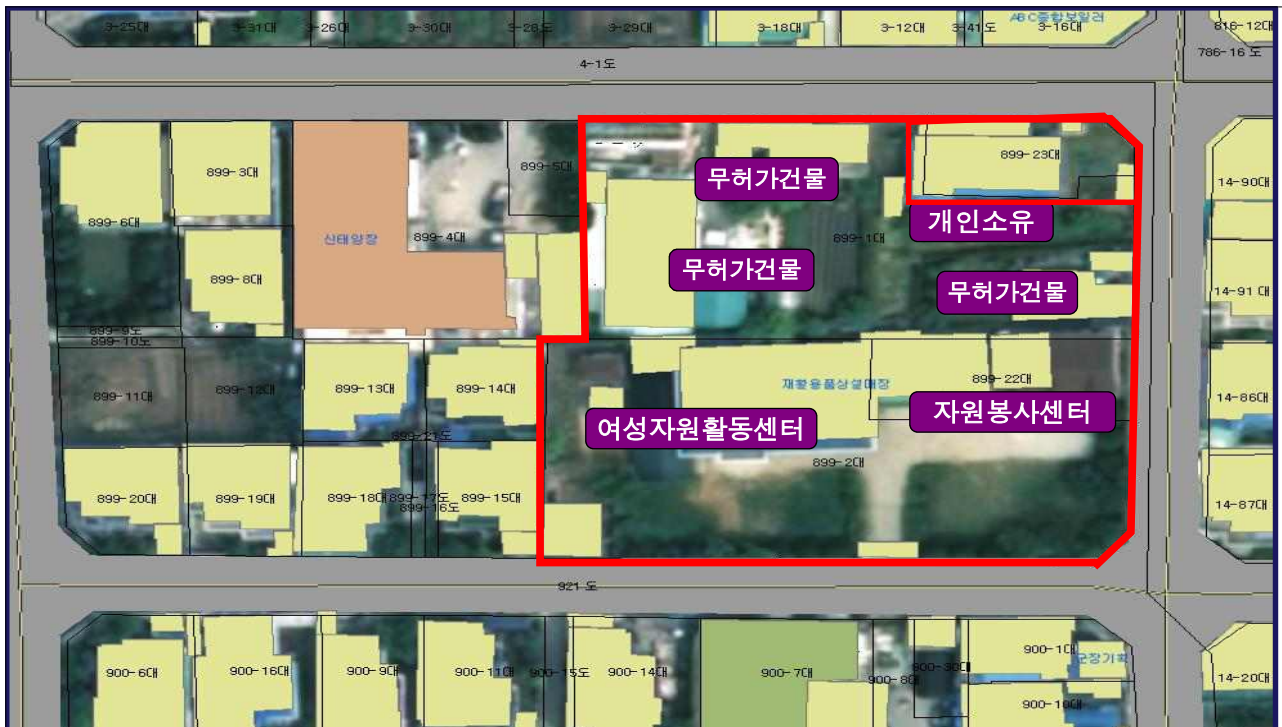 ABC종합보일러
3-25대 3-31대 3-26대 3-30대 3-28도 3-29대 3-18대 3-12대 3-41도 3-16대 816-12대
4-1도 786-16 도
899-3대 899-5대 무허가건물 899-23대 14-90대
899-6대 신태양장 899-4대 899-1대 개인소유
899-8대 무허가건물 무허가건물 14-91 대
899-9도
899-10도
899-11대 899-12대 899-13대 899-14대 재활용품상설매장 899-22대 14-86대
899-21도 여성자원활동센터 자원봉사센터
899-2대
899-20대 899-19대 899-18대 899-17도 899-15대 14-87대
899-16도
921 도
900-6대 900-16대 900-9대 900-11대 900-15도 900-14대 900-7대 900-8대 900-30대 900-1대 군장기획 14-20대
900-10대